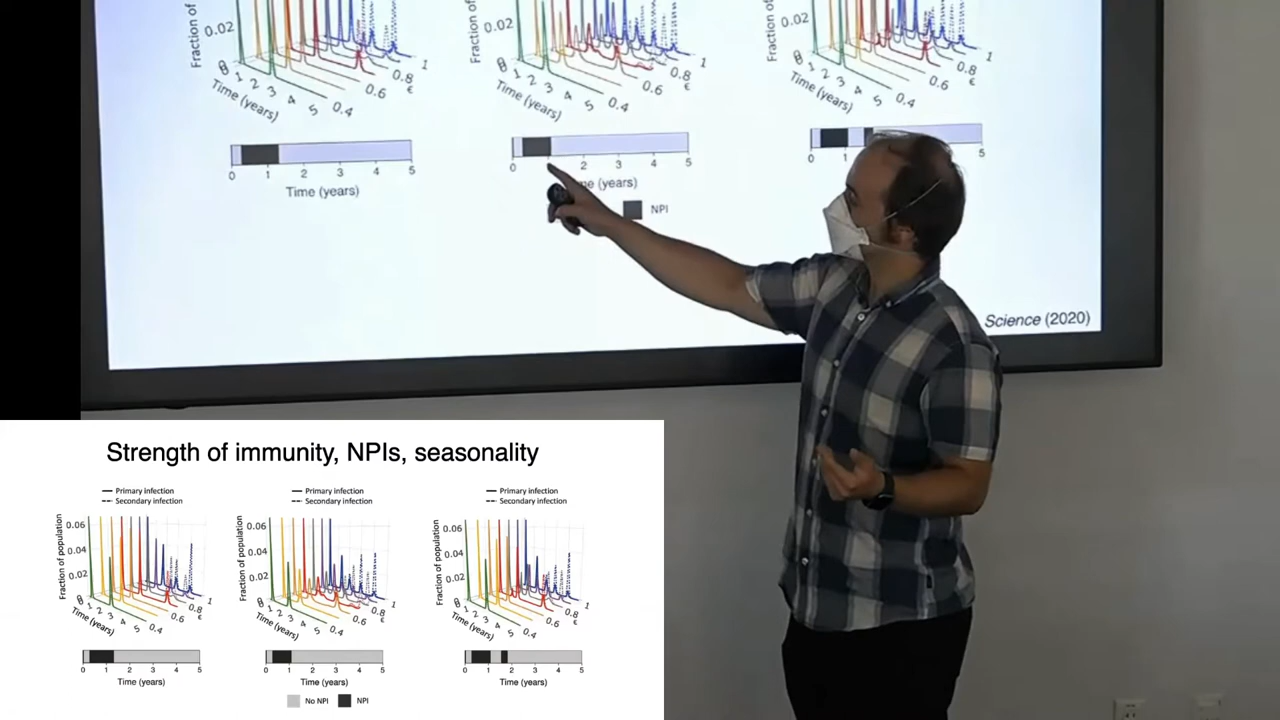 Fraction of
Fraction of
Fraction of
0.02
0.02
0.02
0 1 2 3 4 5
0 1 2 3 4 5
0 1 2 3 4 5
0.4 0.6 0.8 1
0.4 0.6 0.8 1
0.4 0.6 0.8 1
ε
ε
ε
Time (years)
Time (years)
Time (years)
0 1 2 3 4 5
0 2 3 4 5
0 1 5
Time (years)
me (years)
NPI
Science (2020)
Strength of immunity, NPIs, seasonality
Primary infection
Secondary infection
Primary infection
Secondary infection
Primary infection
Secondary infection
Fraction of population
Fraction of population
Fraction of population
0.06
0.04
0.02
0.06
0.04
0.02
0.06
0.04
0.02
0 1 2 3 4 5
0 1 2 3 4 5
0 1 2 3 4 5
0.4 0.6 0.8 1
0.4 0.6 0.8 1
0.4 0.6 0.8 1
ε
ε
ε
Time (years)
Time (years)
Time (years)
0 1 2 3 4 5
0 1 2 3 4 5
0 1 2 3 4 5
Time (years)
Time (years)
Time (years)
No NPI NPI